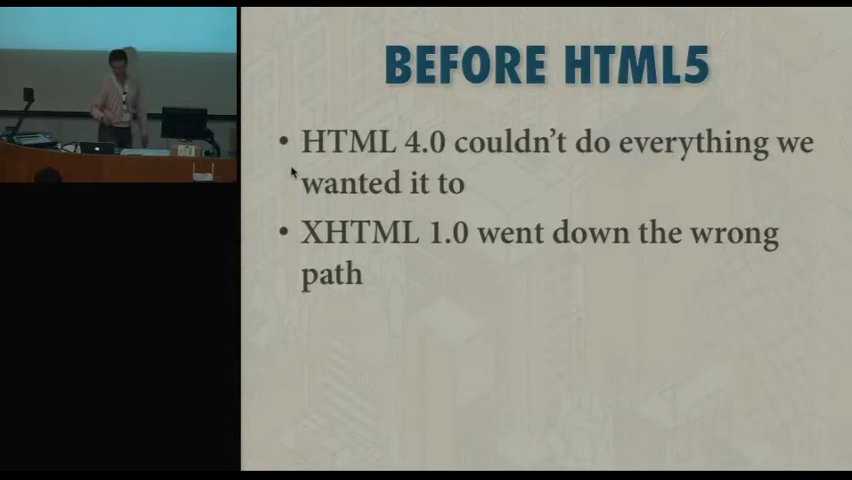 BEFORE HTML5
• HTML 4.0 couldn't do everything we
wanted it to
• XHTML 1.0 went down the wrong
path